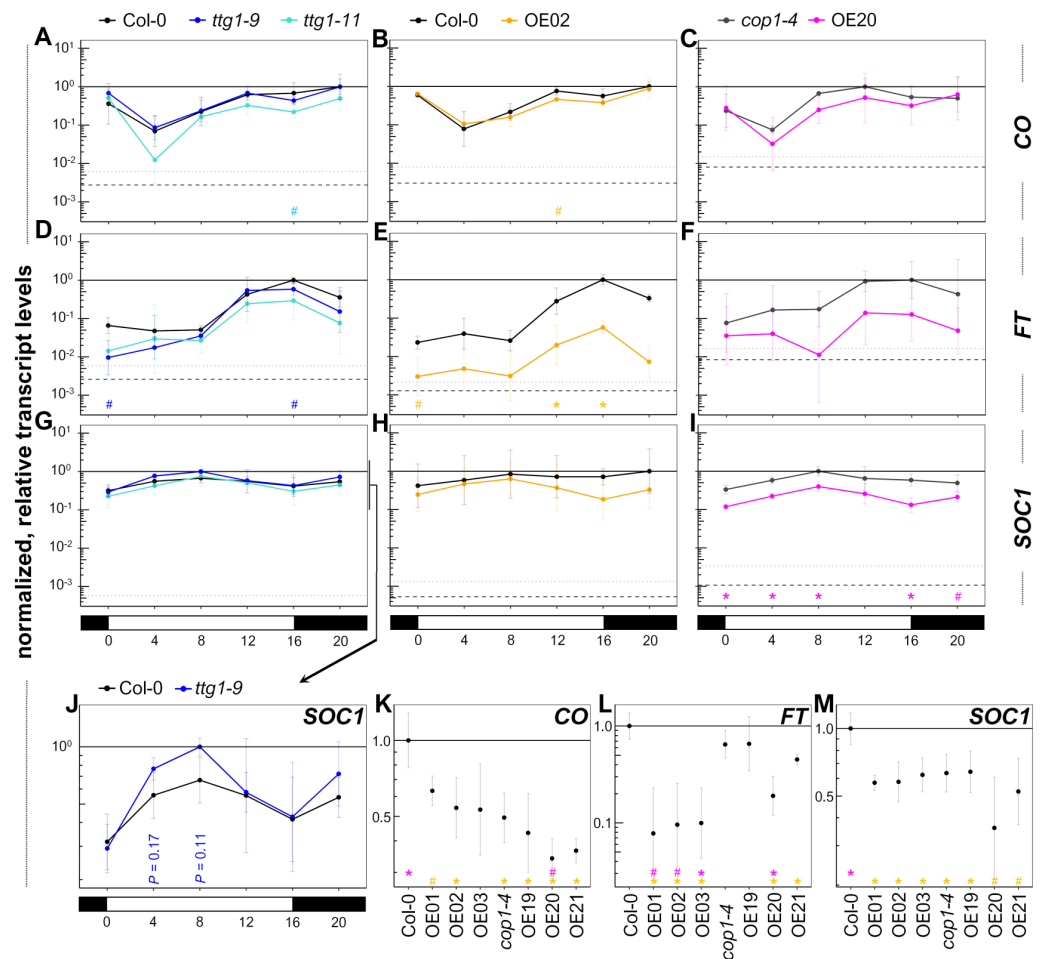 Col-0 ttg1-9 ttg1-11 Col-0 OE02 cop1-4 OE20
A B C
10¹
10⁰
10⁻¹
10⁻²
10⁻³
# #
CO
D E F
10¹
10⁰
10⁻¹
10⁻²
10⁻³
# # # * *
FT
G H I
10¹
10⁰
10⁻¹
10⁻²
10⁻³
* * * * #
SOC1
0 4 8 12 16 20 0 4 8 12 16 20 0 4 8 12 16 20
normalized, relative transcript levels
Col-0 ttg1-9
J SOC1
10⁰
P = 0.17
P = 0.11
0 4 8 12 16 20
K CO
1.0
0.5
* #
# * * * * * *
Col-0 OE01 OE02 OE03 cop1-4 OE19 OE20 OE21
L FT
1.0
0.1
# # * *
* * * * *
Col-0 OE01 OE02 OE03 cop1-4 OE19 OE20 OE21
M SOC1
1.0
0.5
*
* * * * * # #
Col-0 OE01 OE02 OE03 cop1-4 OE19 OE20 OE21